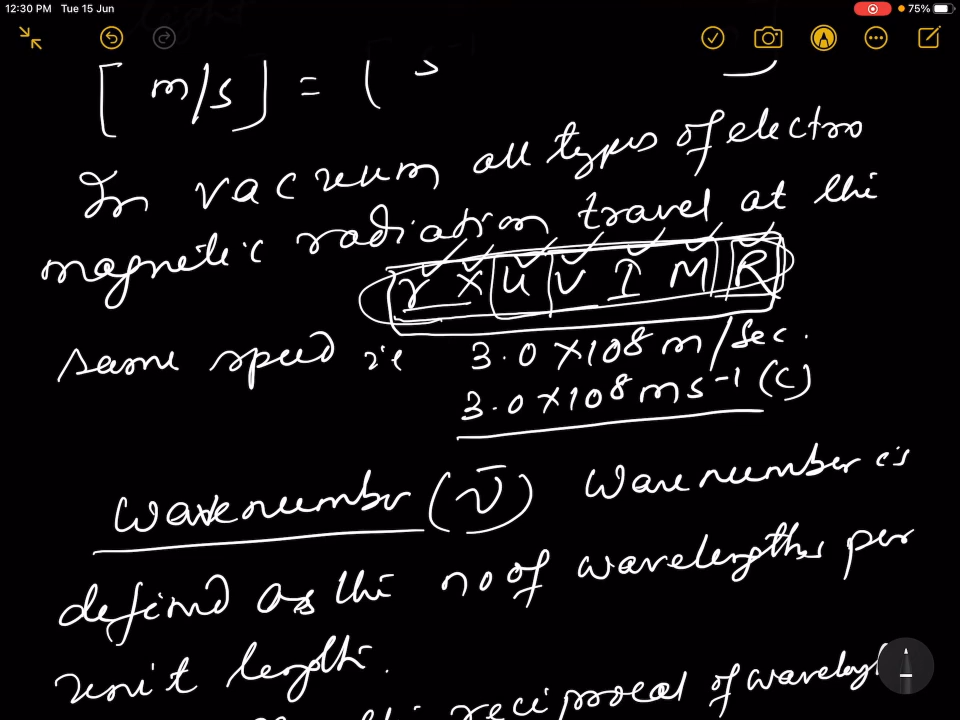 12:30 PM Tue 15 Jun 75%
[ m/s ] = ( s
In vacuum all types of electro
magnetic radiation travel at the
γ X U V I M R
same speed ie 3.0 × 108 m/sec.
3.0 × 108 ms-1 (C)
Wavenumber (ν̄) Wavenumber is
defined as the no of wavelengths per
unit length.
reciprocal of wavelength